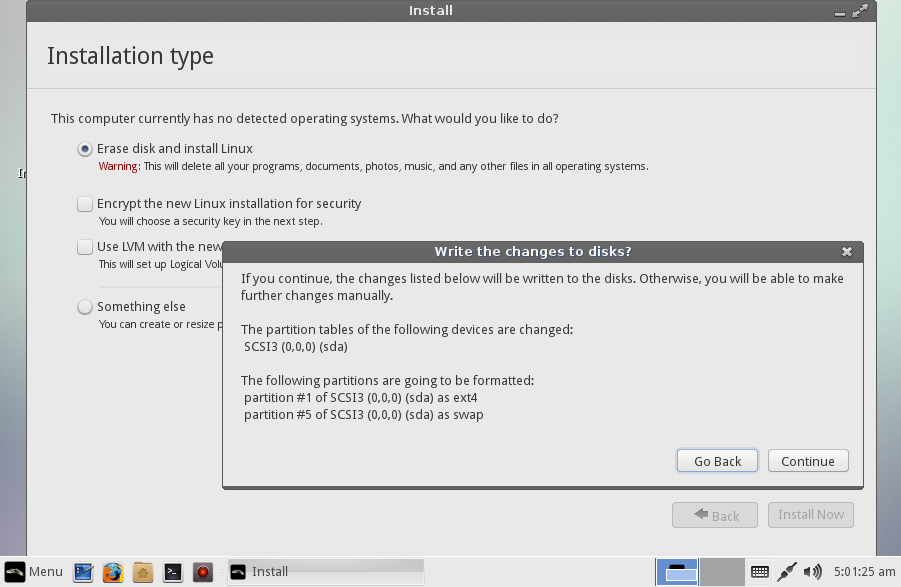 Install
Installation type
This computer currently has no detected operating systems. What would you like to do?
Erase disk and install Linux
Warning: This will delete all your programs, documents, photos, music, and any other files in all operating systems.
Encrypt the new Linux installation for security
You will choose a security key in the next step.
Use LVM with the new
This will set up Logical
Something else
You can create or resize
Write the changes to disks?
If you continue, the changes listed below will be written to the disks. Otherwise, you will be able to make
further changes manually.
The partition tables of the following devices are changed:
SCSI3 (0,0,0) (sda)
The following partitions are going to be formatted:
partition #1 of SCSI3 (0,0,0) (sda) as ext4
partition #5 of SCSI3 (0,0,0) (sda) as swap
Go Back
Continue
Back
Install Now
Menu
Install
5:01:25 am